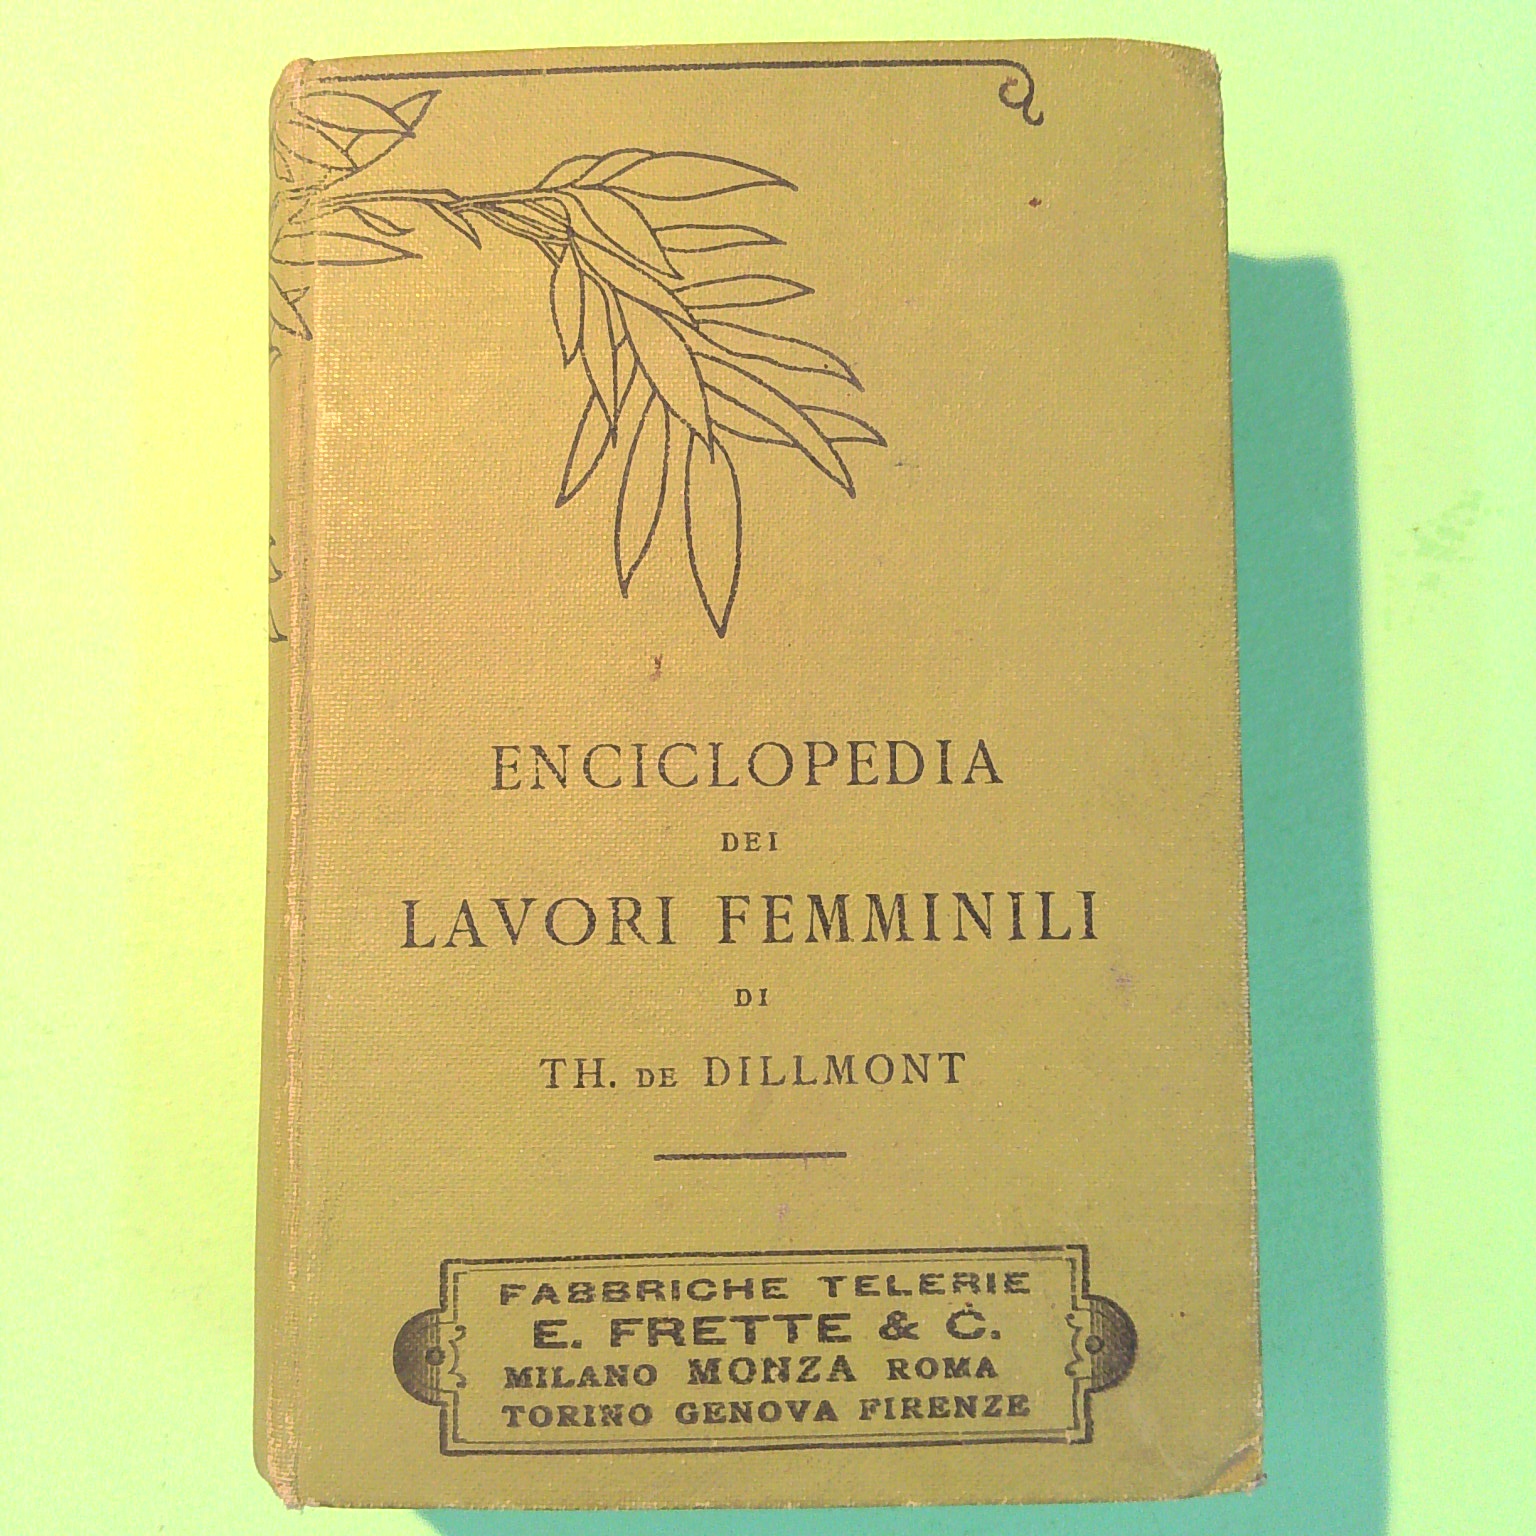 ENCICLOPEDIA
DEI
LAVORI FEMMINILI
DI
TH. DE DILLMONT
FABBRICHE TELERIE
E. FRETTE & C.
MILANO MONZA ROMA
TORINO GENOVA FIRENZE